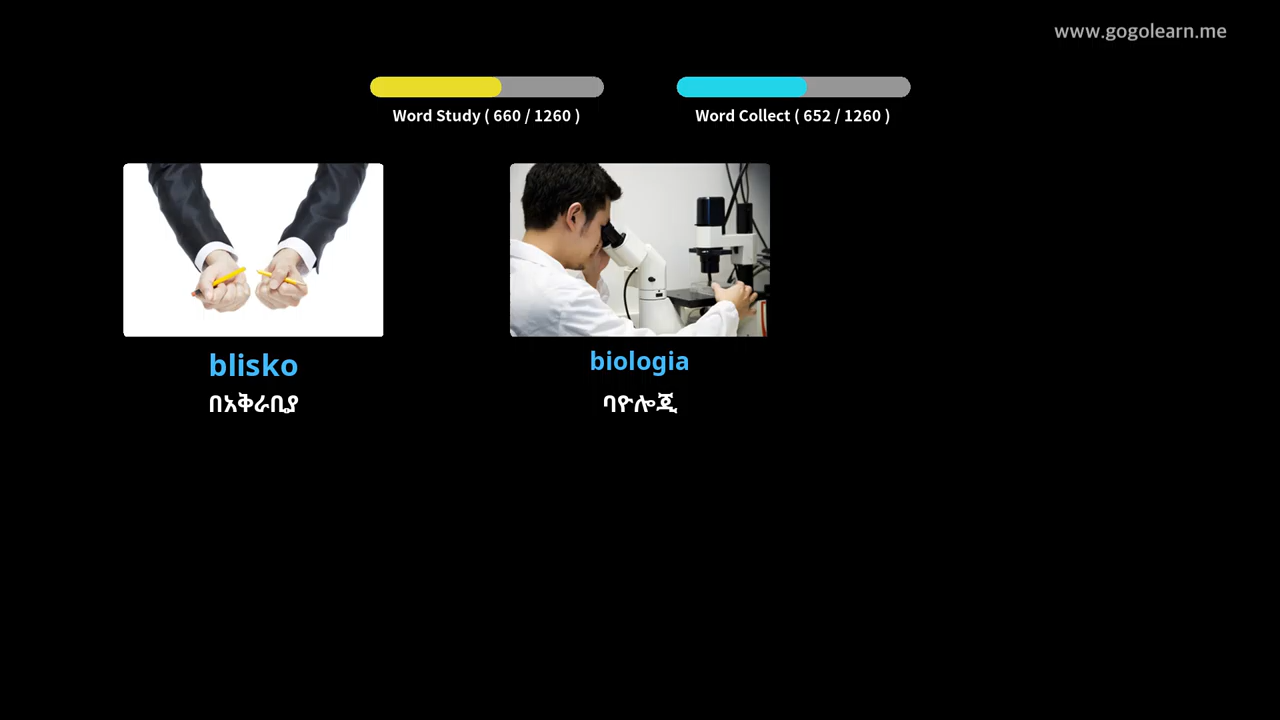 www.gogolearn.me
Word Study ( 660 / 1260 )
Word Collect ( 652 / 1260 )
blisko
በአቅራቢያ
biologia
ባዮሎጂ